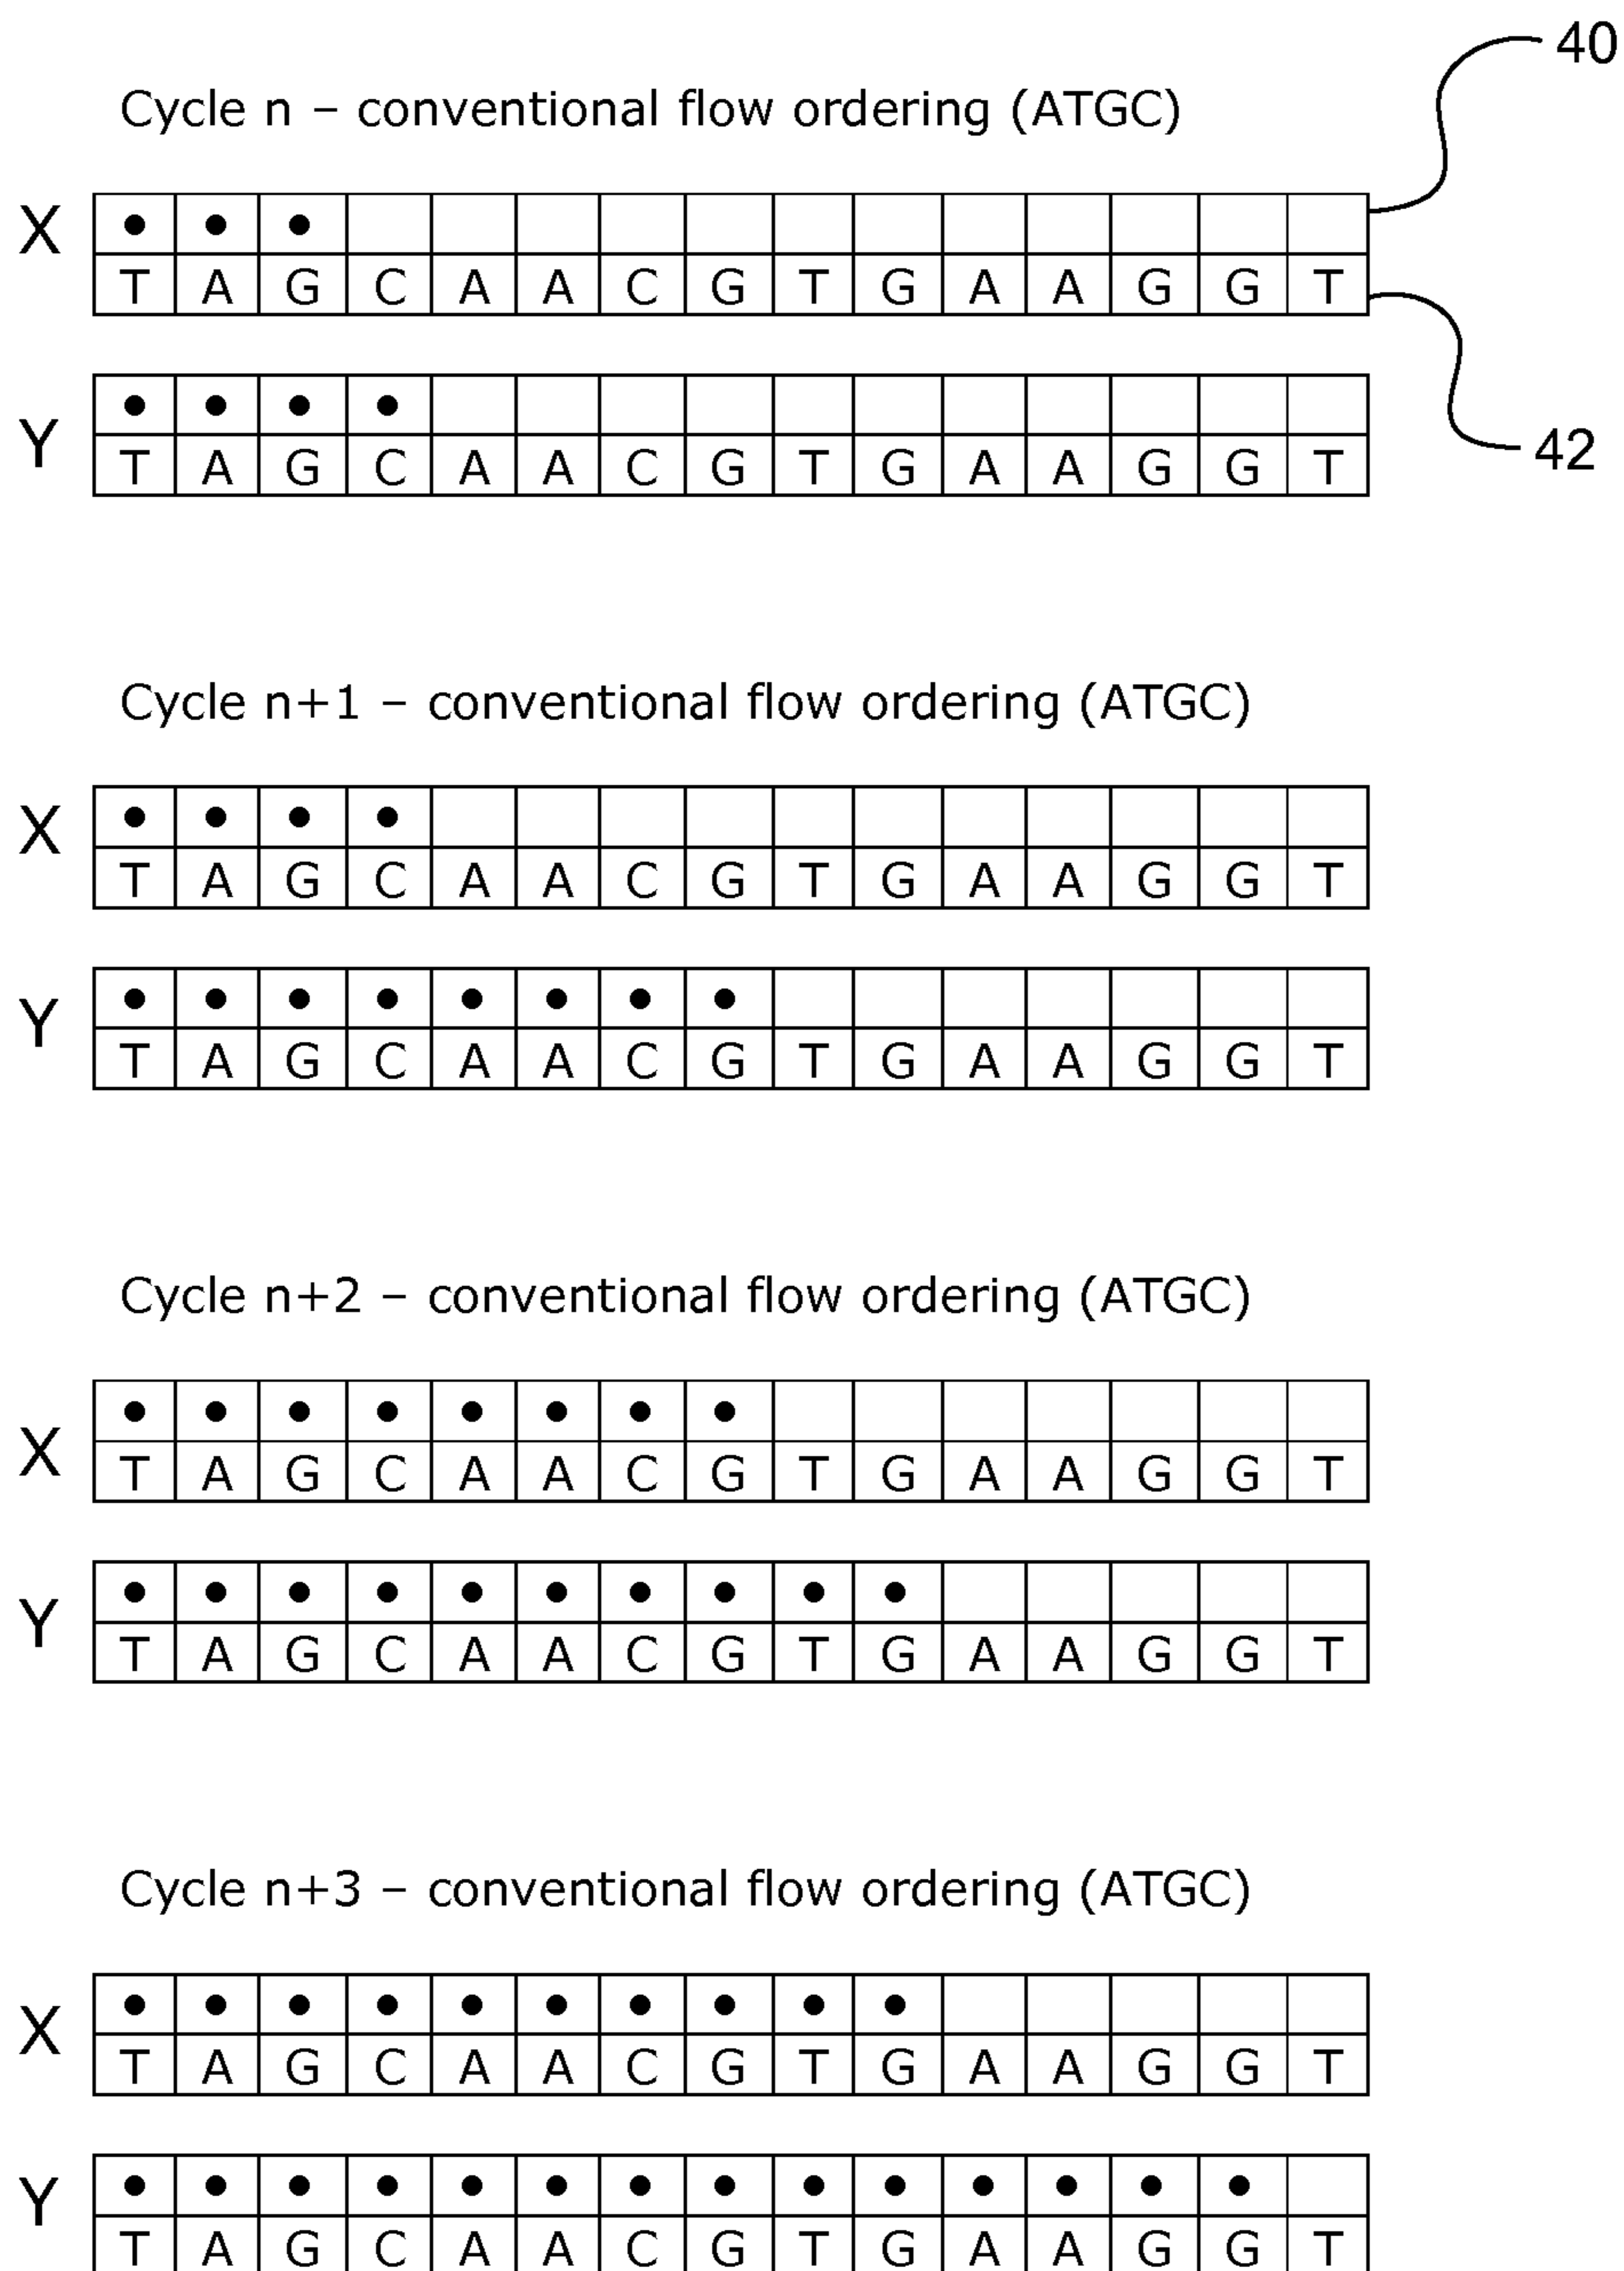 40
Cycle n – conventional flow ordering (ATGC)
X
T A G C A A C G T G A A G G T
Y
T A G C A A C G T G A A G G T
42
Cycle n+1 – conventional flow ordering (ATGC)
X
T A G C A A C G T G A A G G T
Y
T A G C A A C G T G A A G G T
Cycle n+2 – conventional flow ordering (ATGC)
X
T A G C A A C G T G A A G G T
Y
T A G C A A C G T G A A G G T
Cycle n+3 – conventional flow ordering (ATGC)
X
T A G C A A C G T G A A G G T
Y
T A G C A A C G T G A A G G T